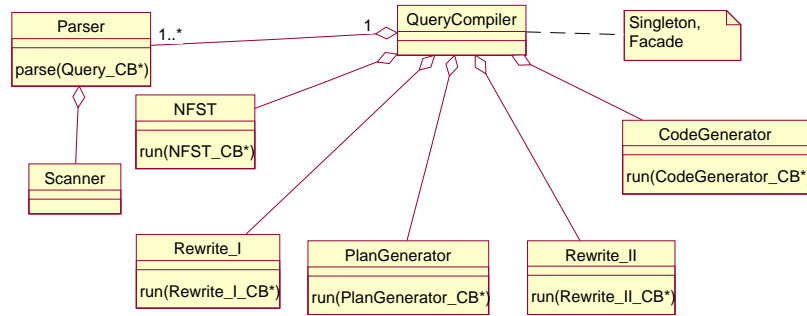 Parser
parse(Query_CB*)
1..*
1
QueryCompiler
Singleton,
Facade
NFST
run(NFST_CB*)
Scanner
CodeGenerator
run(CodeGenerator_CB*
Rewrite_I
run(Rewrite_I_CB*)
PlanGenerator
run(PlanGenerator_CB*)
Rewrite_II
run(Rewrite_II_CB*)